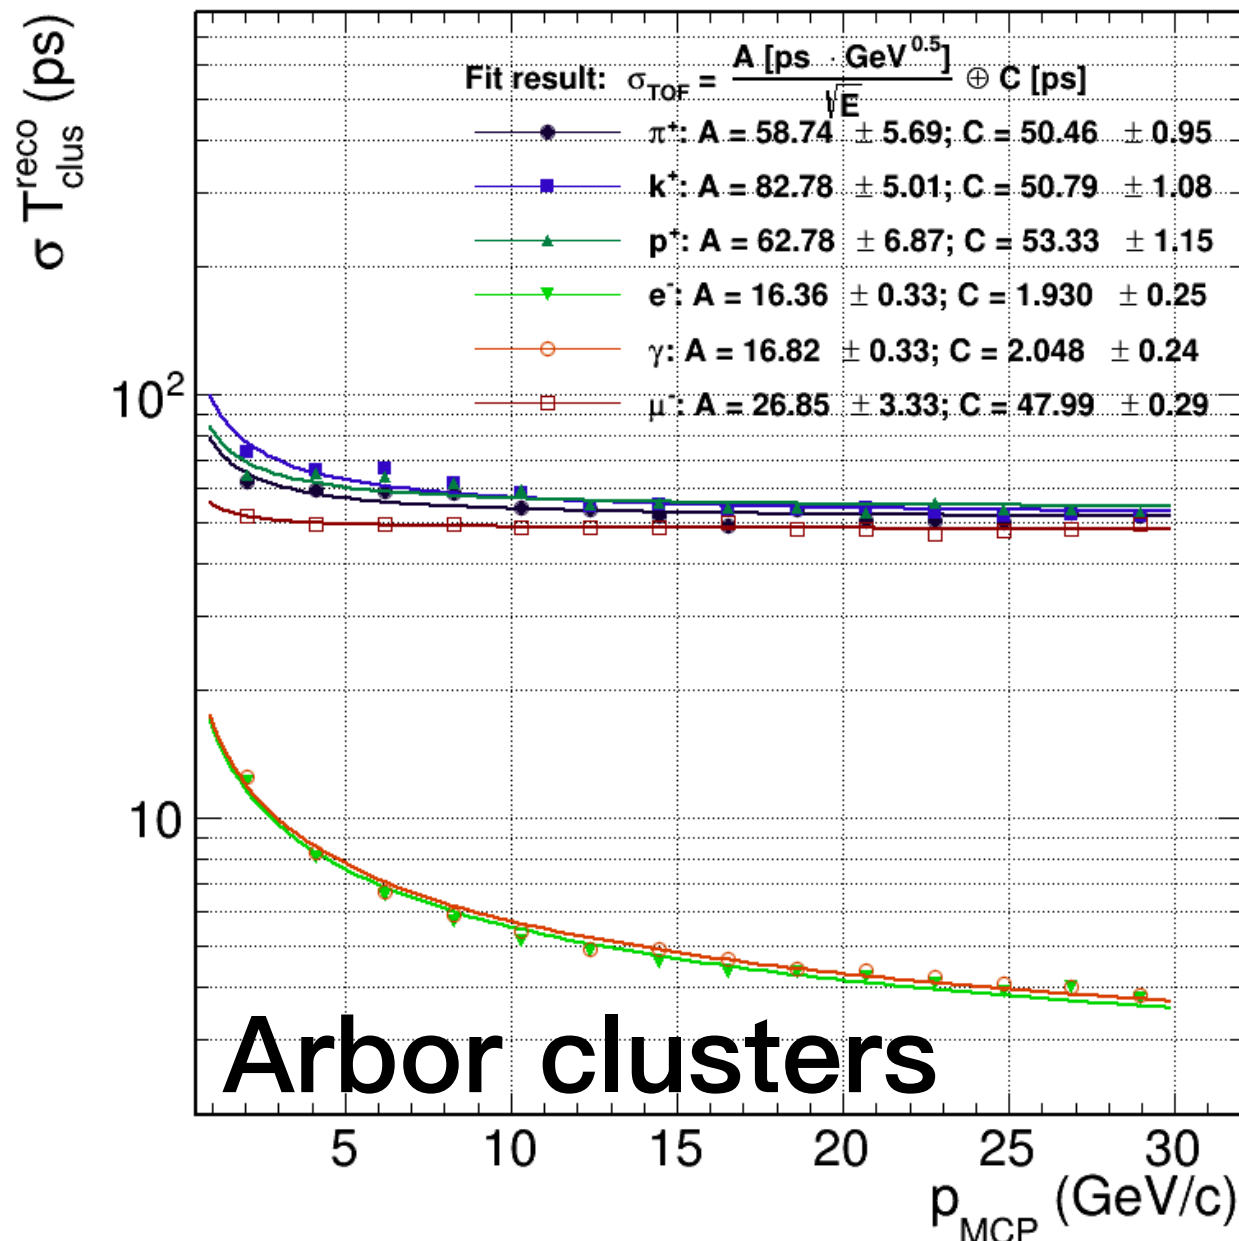 σ T_clus^reco (ps)
Fit result: σ_TOF = A [ps · GeV^0.5] / √E ⊕ C [ps]
π⁺: A = 58.74 ± 5.69; C = 50.46 ± 0.95
k⁺: A = 82.78 ± 5.01; C = 50.79 ± 1.08
p⁺: A = 62.78 ± 6.87; C = 53.33 ± 1.15
e⁻: A = 16.36 ± 0.33; C = 1.930 ± 0.25
γ: A = 16.82 ± 0.33; C = 2.048 ± 0.24
μ⁻: A = 26.85 ± 3.33; C = 47.99 ± 0.29
10²
10
Arbor clusters
5 10 15 20 25 30
p_MCP (GeV/c)